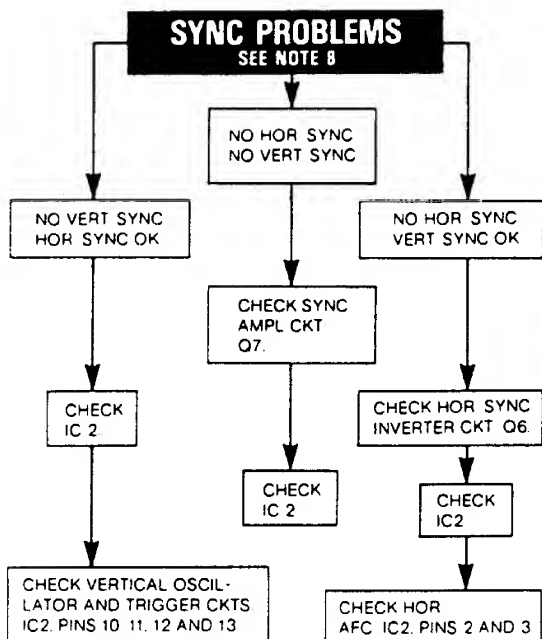 SYNC PROBLEMS
SEE NOTE 8
NO HOR SYNC
NO VERT SYNC
NO VERT SYNC
HOR SYNC OK
NO HOR SYNC
VERT SYNC OK
CHECK SYNC
AMPL CKT
Q7.
CHECK
IC 2.
CHECK HOR SYNC
INVERTER CKT Q6.
CHECK
IC 2
CHECK
IC2
CHECK VERTICAL OSCIL-
LATOR AND TRIGGER CKTS
IC2. PINS 10 11. 12 AND 13
CHECK HOR
AFC IC2. PINS 2 AND 3